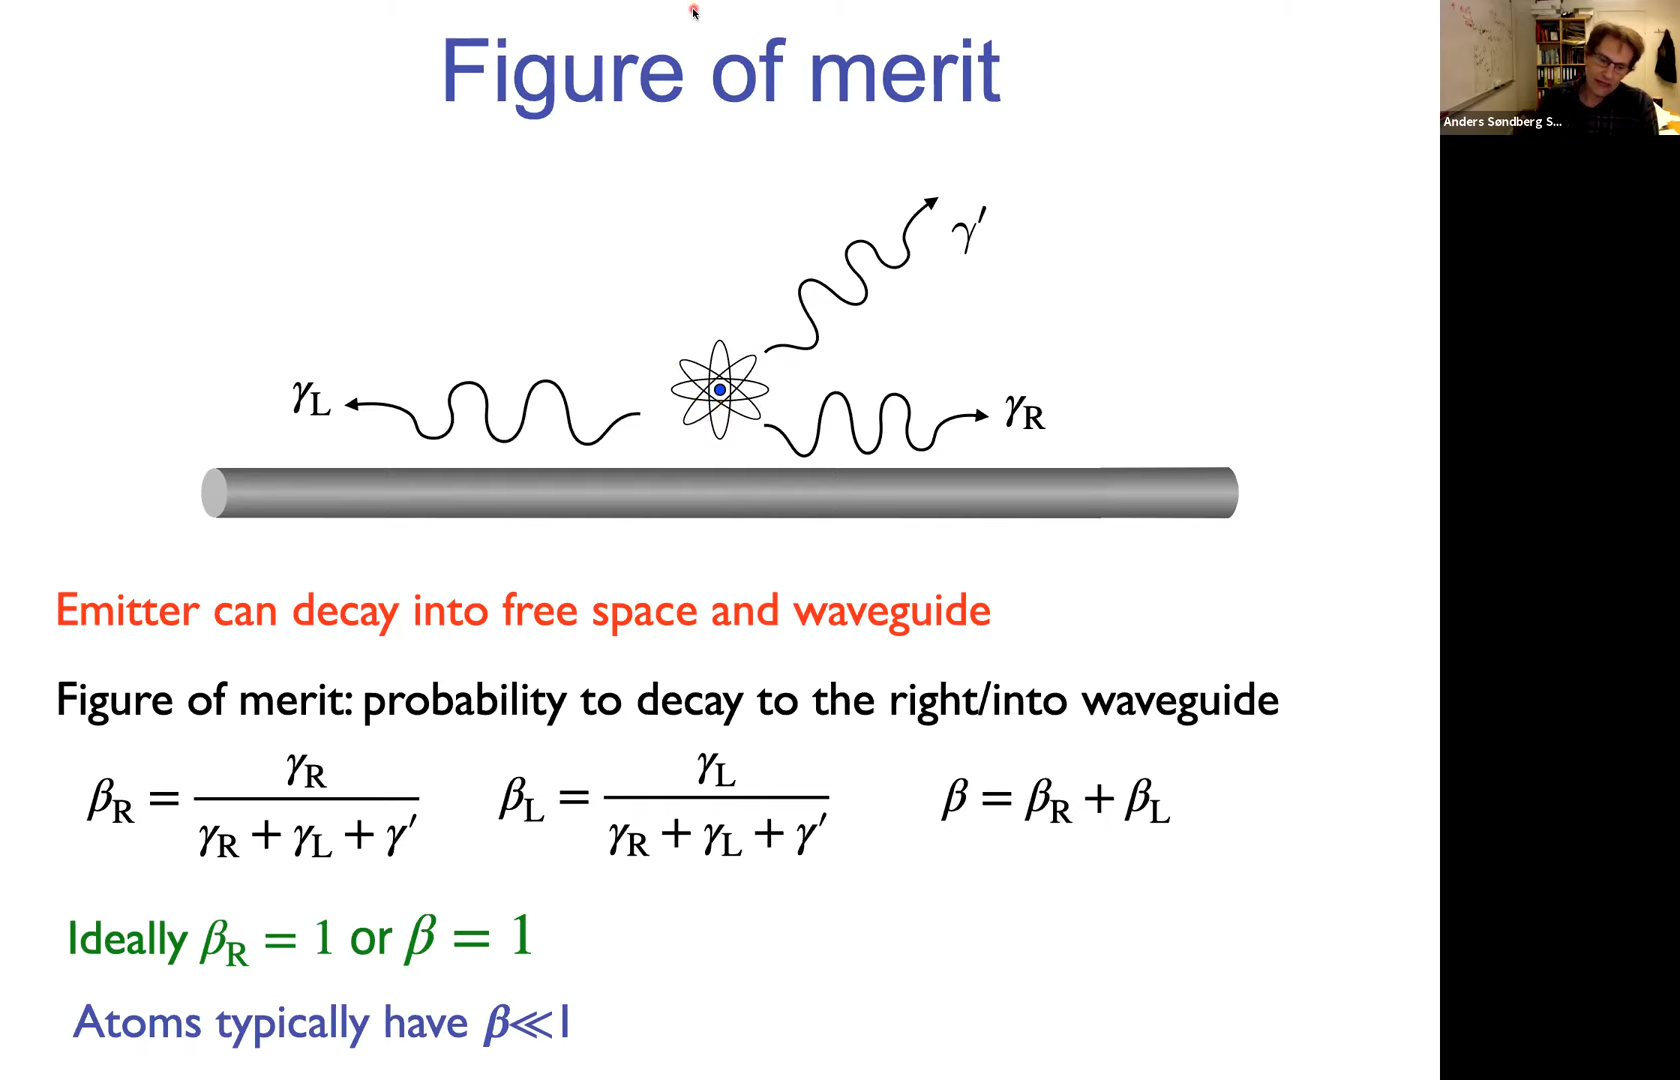 Figure of merit
Anders Søndberg S...
γ′
γ_L
γ_R
Emitter can decay into free space and waveguide
Figure of merit: probability to decay to the right/into waveguide
β_R = γ_R / (γ_R + γ_L + γ′)   β_L = γ_L / (γ_R + γ_L + γ′)   β = β_R + β_L
Ideally β_R = 1 or β = 1
Atoms typically have β≪1